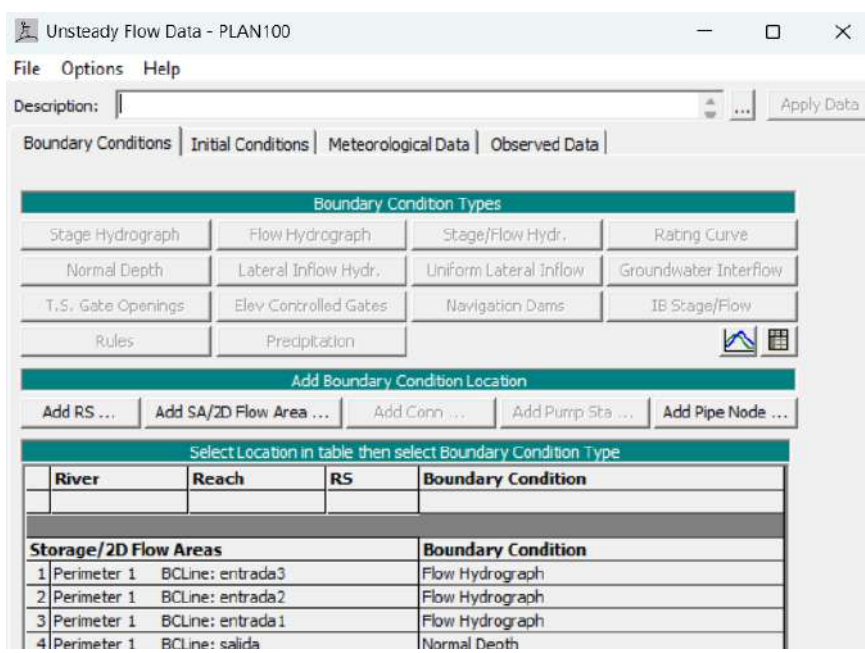 Unsteady Flow Data - PLAN100
File Options Help
Description: ... Apply Data
Boundary Conditions Initial Conditions Meteorological Data Observed Data
Boundary Condition Types
Stage Hydrograph Flow Hydrograph Stage/Flow Hydr. Rating Curve
Normal Depth Lateral Inflow Hydr. Uniform Lateral Inflow Groundwater Interflow
T.S. Gate Openings Elev Controlled Gates Navigation Dams IB Stage/Flow
Rules Precipitation
Add Boundary Condition Location
Add RS ... Add SA/2D Flow Area ... Add Conn ... Add Pump Sta ... Add Pipe Node ...
Select Location in table then select Boundary Condition Type
River Reach RS Boundary Condition
Storage/2D Flow Areas Boundary Condition
1 Perimeter 1 BCLine: entrada3 Flow Hydrograph
2 Perimeter 1 BCLine: entrada2 Flow Hydrograph
3 Perimeter 1 BCLine: entrada1 Flow Hydrograph
4 Perimeter 1 BCLine: salida Normal Depth